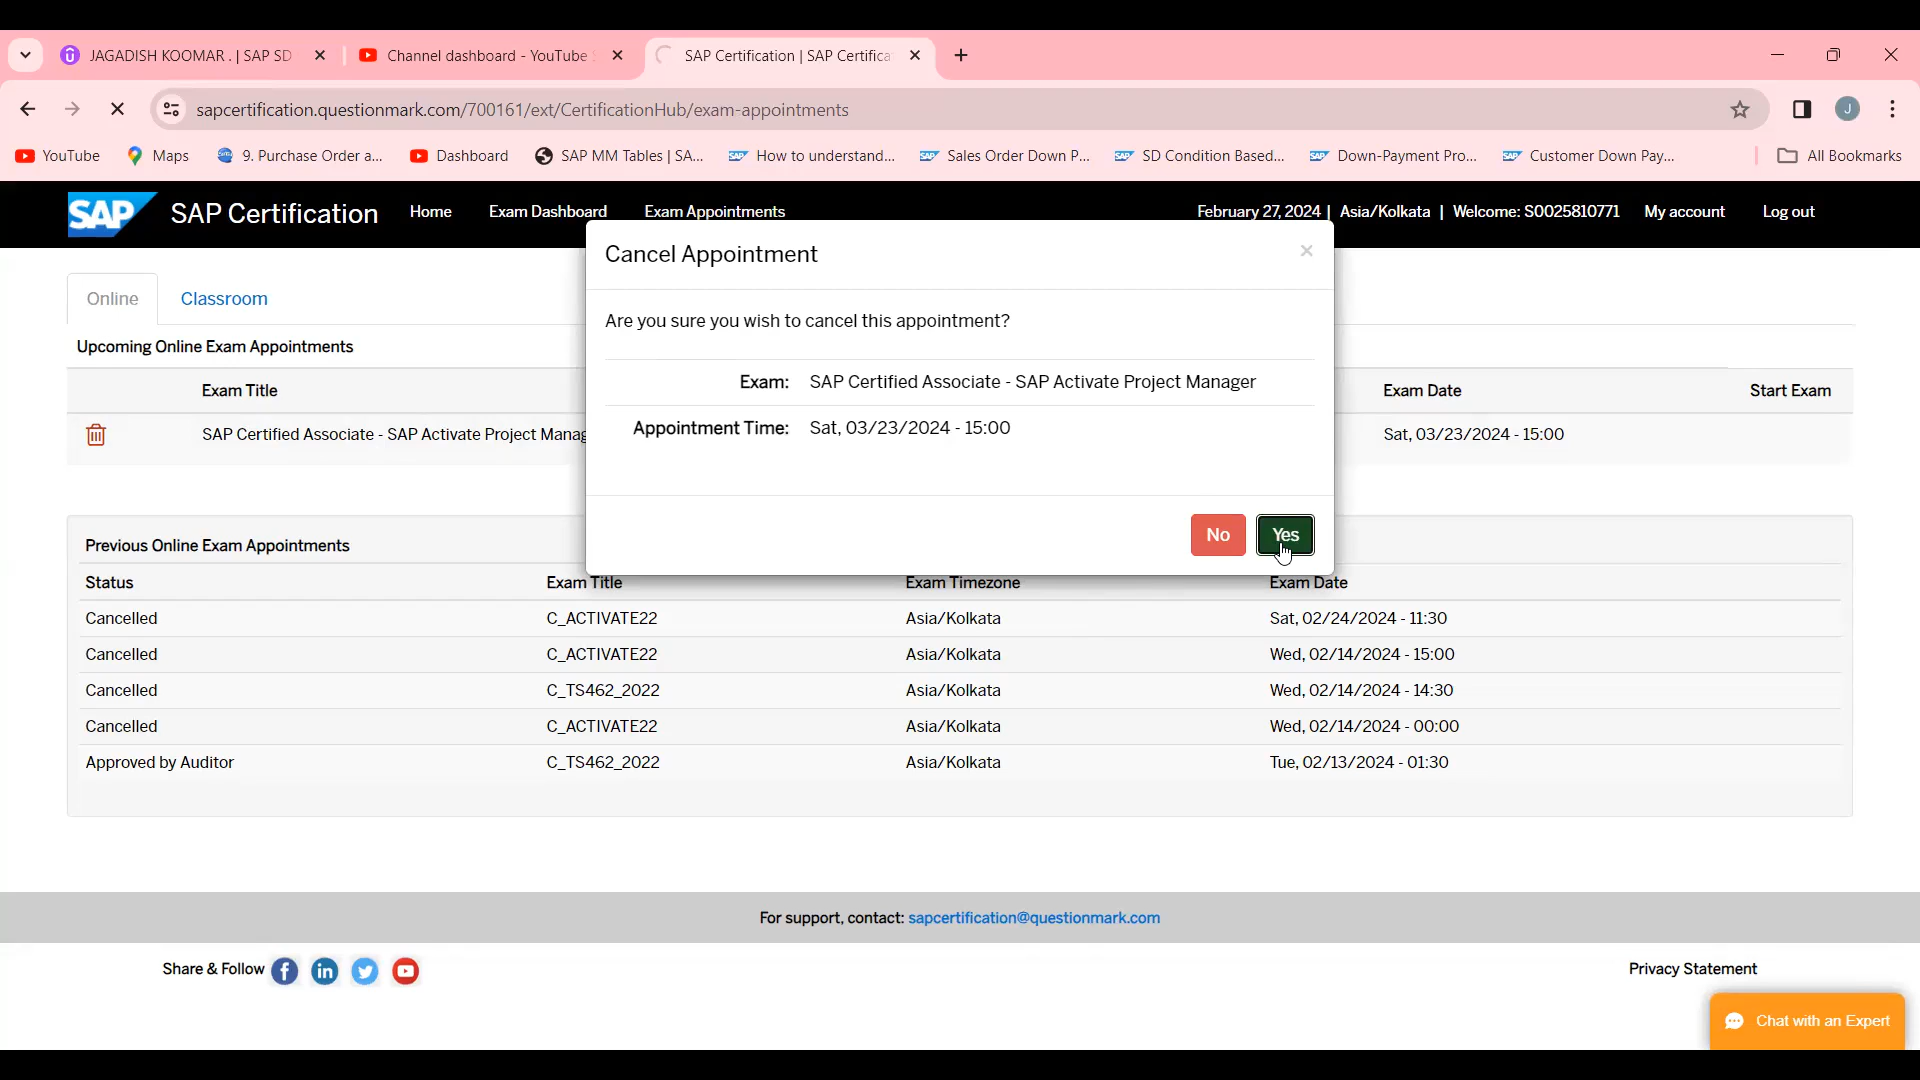 JAGADISH KOOMAR . | SAP SD
Channel dashboard - YouTube S
SAP Certification | SAP Certifica
sapcertification.questionmark.com/700161/ext/CertificationHub/exam-appointments
J
YouTube
Maps
9. Purchase Order a...
Dashboard
SAP MM Tables | SA...
How to understand...
Sales Order Down P...
SD Condition Based...
Down-Payment Pro...
Customer Down Pay...
All Bookmarks
SAP SAP Certification
Home
Exam Dashboard
Exam Appointments
February 27, 2024 | Asia/Kolkata | Welcome: S0025810771
My account
Log out
Cancel Appointment
×
Are you sure you wish to cancel this appointment?
Exam: SAP Certified Associate - SAP Activate Project Manager
Appointment Time: Sat, 03/23/2024 - 15:00
No
Yes
Online
Classroom
Upcoming Online Exam Appointments
Exam Title
Exam Date
Start Exam
SAP Certified Associate - SAP Activate Project Manag
Sat, 03/23/2024 - 15:00
Previous Online Exam Appointments
Status
Exam Title
Exam Timezone
Exam Date
Cancelled C_ACTIVATE22 Asia/Kolkata Sat, 02/24/2024 - 11:30
Cancelled C_ACTIVATE22 Asia/Kolkata Wed, 02/14/2024 - 15:00
Cancelled C_TS462_2022 Asia/Kolkata Wed, 02/14/2024 - 14:30
Cancelled C_ACTIVATE22 Asia/Kolkata Wed, 02/14/2024 - 00:00
Approved by Auditor C_TS462_2022 Asia/Kolkata Tue, 02/13/2024 - 01:30
For support, contact: sapcertification@questionmark.com
Share & Follow
Privacy Statement
Chat with an Expert